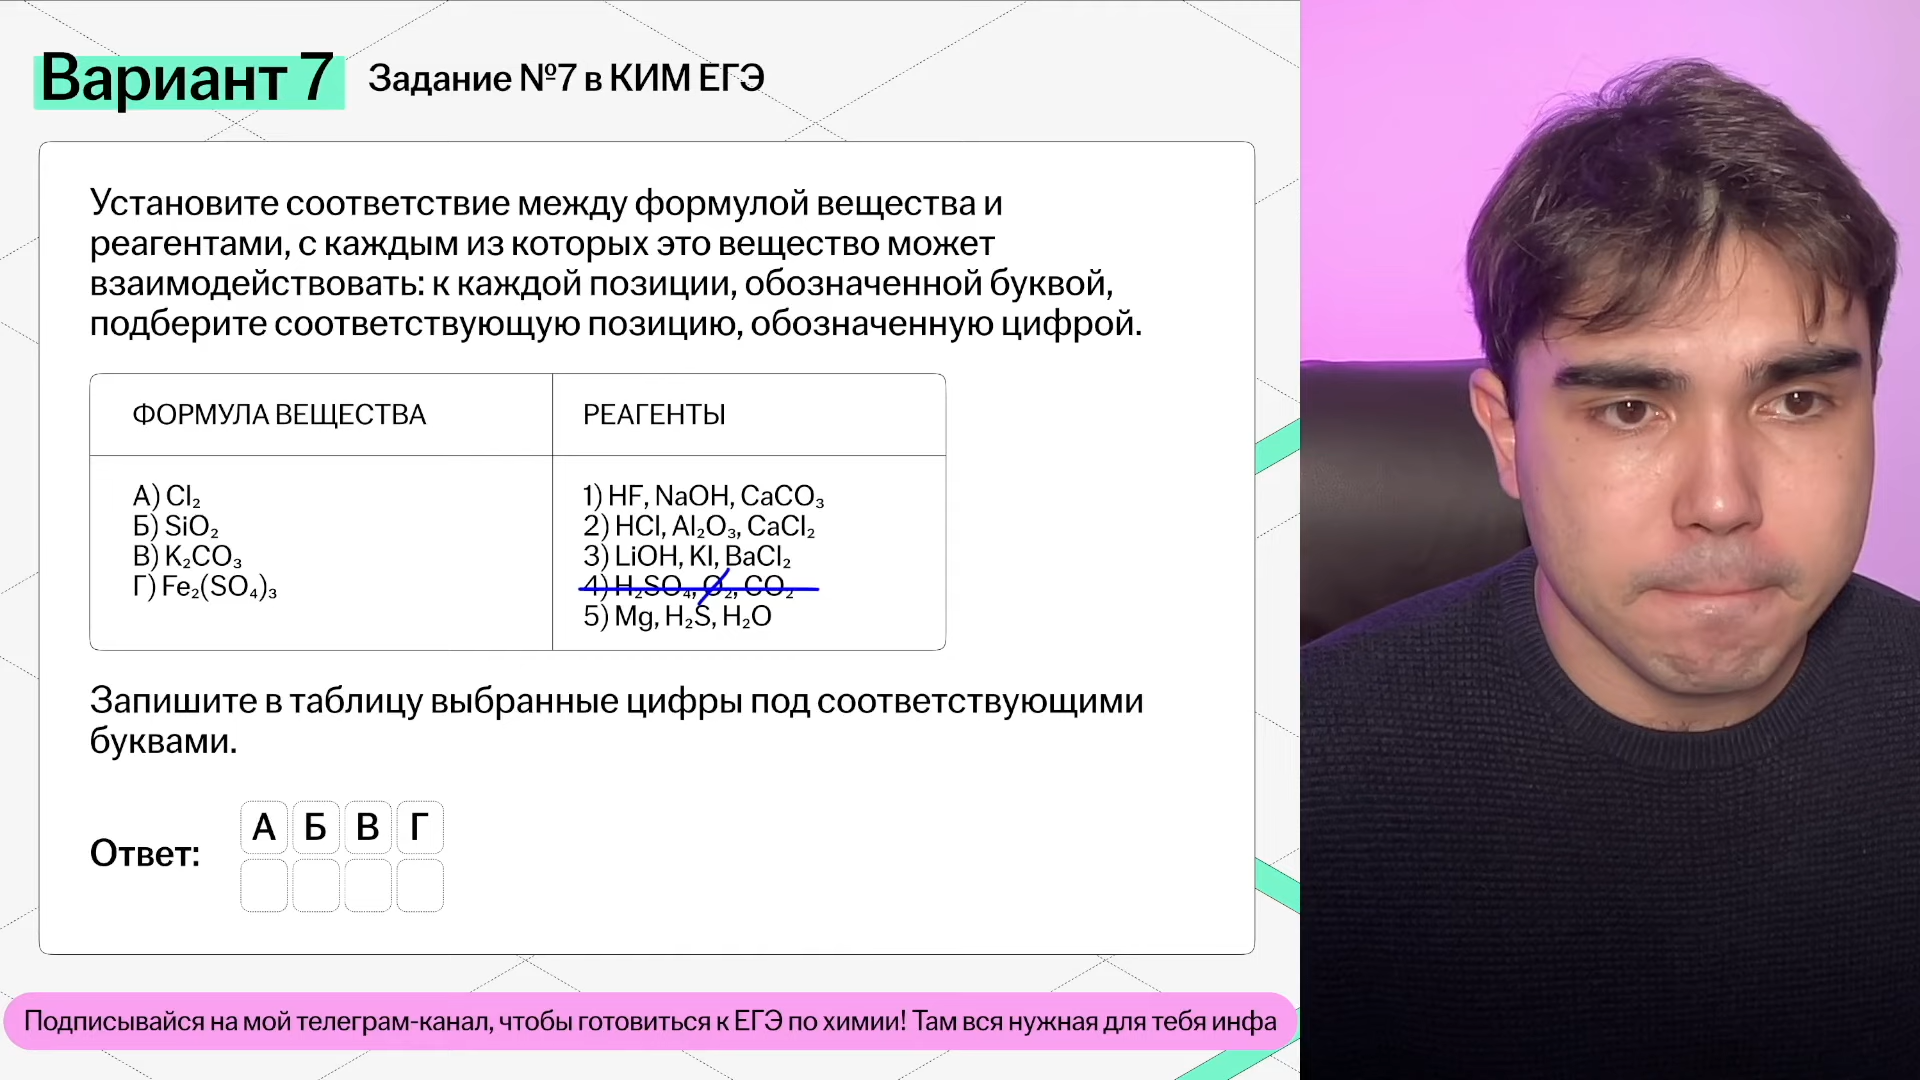 Вариант 7 Задание №7 в КИМ ЕГЭ
Установите соответствие между формулой вещества и
реагентами, с каждым из которых это вещество может
взаимодействовать: к каждой позиции, обозначенной буквой,
подберите соответствующую позицию, обозначенную цифрой.
ФОРМУЛА ВЕЩЕСТВА
А) Cl₂
Б) SiO₂
В) K₂CO₃
Г) Fe₂(SO₄)₃
РЕАГЕНТЫ
1) HF, NaOH, CaCO₃
2) HCl, Al₂O₃, CaCl₂
3) LiOH, KI, BaCl₂
4) H₂SO₄, O₂, CO₂
5) Mg, H₂S, H₂O
Запишите в таблицу выбранные цифры под соответствующими
буквами.
Ответ:
А Б В Г
Подписывайся на мой телеграм-канал, чтобы готовиться к ЕГЭ по химии! Там вся нужная для тебя инфа